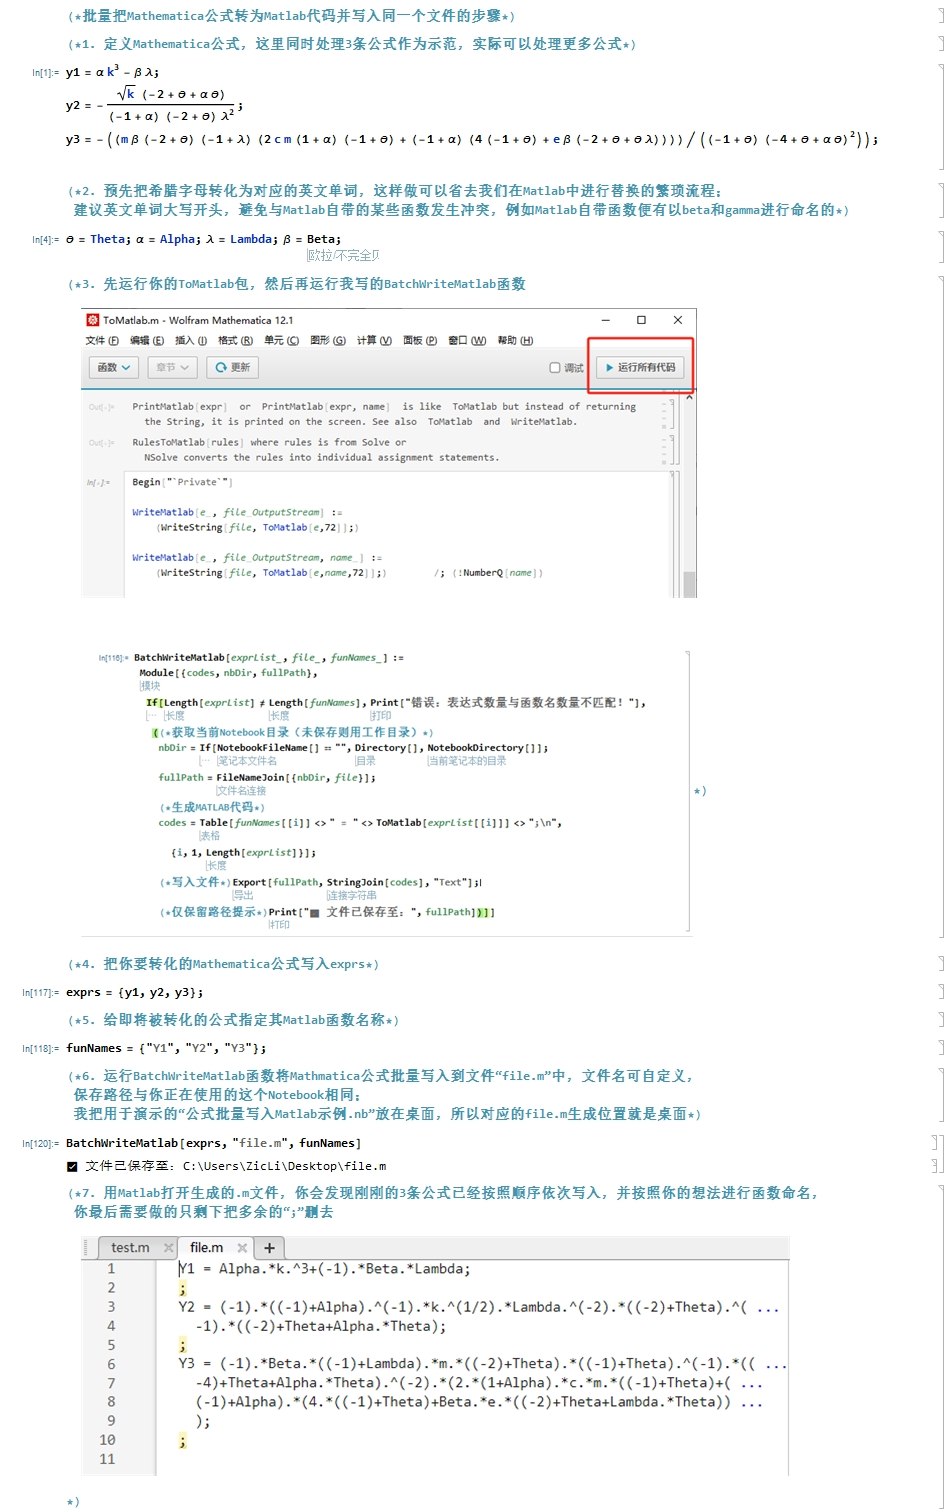 (*批量把Mathematica公式转为Matlab代码并写入同一个文件的步骤*)
(*1. 定义Mathematica公式，这里同时处理3条公式作为示范，实际可以处理更多公式*)
In[1]:= y1 = α k^3 - β λ;
y2 = - (√k (-2 + θ + α θ)) / ((-1 + α) (-2 + θ) λ^2);
y3 = - ((m β (-2 + θ) (-1 + λ) (2 c m (1 + α) (-1 + θ) + (-1 + α) (4 (-1 + θ) + e β (-2 + θ + θ λ)))) / ((-1 + θ) (-4 + θ + α θ)^2));
(*2. 预先把希腊字母转化为对应的英文单词，这样做可以省去我们在Matlab中进行替换的繁琐流程；
建议英文单词大写开头，避免与Matlab自带的某些函数发生冲突，例如Matlab自带函数便有以beta和gamma进行命名的*)
In[4]:= θ = Theta; α = Alpha; λ = Lambda; β = Beta;
欧拉/不完全贝
(*3. 先运行你的ToMatlab包，然后再运行我写的BatchWriteMatlab函数
ToMatlab.m - Wolfram Mathematica 12.1
文件(F) 编辑(E) 插入(I) 格式(R) 单元(C) 图形(G) 计算(V) 面板(P) 窗口(W) 帮助(H)
函数 章节 更新 调试 运行所有代码
Out[-]= PrintMatlab[expr] or PrintMatlab[expr, name] is like ToMatlab but instead of returning
the String, it is printed on the screen. See also ToMatlab and WriteMatlab.
Out[-]= RulesToMatlab[rules] where rules is from Solve or
NSolve converts the rules into individual assignment statements.
In[-]:= Begin["`Private`"]
WriteMatlab[e_, file_OutputStream] :=
(WriteString[file, ToMatlab[e,72]];)
WriteMatlab[e_, file_OutputStream, name_] :=
(WriteString[file, ToMatlab[e,name,72]];) /; (!NumberQ[name])
In[116]:= BatchWriteMatlab[exprList_, file_, funNames_] :=
Module[{codes, nbDir, fullPath},
模块
If[Length[exprList] ≠ Length[funNames], Print["错误：表达式数量与函数名数量不匹配！"],
⋯ 长度 长度 打印
((*获取当前Notebook目录（未保存则用工作目录）*)
nbDir = If[NotebookFileName[] == "", Directory[], NotebookDirectory[]];
⋯ 笔记本文件名 目录 当前笔记本的目录
fullPath = FileNameJoin[{nbDir, file}];
文件名连接
(*生成MATLAB代码*)
codes = Table[funNames[[i]] <> " = " <> ToMatlab[exprList[[i]]] <> ";\n",
表格
{i, 1, Length[exprList]}];
长度
(*写入文件*)Export[fullPath, StringJoin[codes], "Text"];
导出 连接字符串
(*仅保留路径提示*)Print["■ 文件已保存至：", fullPath])]]
打印
*)
(*4. 把你要转化的Mathematica公式写入exprs*)
In[117]:= exprs = {y1, y2, y3};
(*5. 给即将被转化的公式指定其Matlab函数名称*)
In[118]:= funNames = {"Y1", "Y2", "Y3"};
(*6. 运行BatchWriteMatlab函数将Mathmatica公式批量写入到文件“file.m”中，文件名可自定义，
保存路径与你正在使用的这个Notebook相同；
我把用于演示的“公式批量写入Matlab示例.nb”放在桌面，所以对应的file.m生成位置就是桌面*)
In[120]:= BatchWriteMatlab[exprs, "file.m", funNames]
☑ 文件已保存至：C:\Users\ZicLi\Desktop\file.m
(*7. 用Matlab打开生成的.m文件，你会发现刚刚的3条公式已经按照顺序依次写入，并按照你的想法进行函数命名，
你最后需要做的只剩下把多余的“;”删去
test.m × file.m × +
1 Y1 = Alpha.*k.^3+(-1).*Beta.*Lambda;
2 ;
3 Y2 = (-1).*((-1)+Alpha).^(-1).*k.^(1/2).*Lambda.^(-2).*((-2)+Theta).^( ...
4 -1).*((-2)+Theta+Alpha.*Theta);
5 ;
6 Y3 = (-1).*Beta.*((-1)+Lambda).*m.*((-2)+Theta).*((-1)+Theta).^(-1).*(( ...
7 -4)+Theta+Alpha.*Theta).^(-2).*(2.*(1+Alpha).*c.*m.*((-1)+Theta)+( ...
8 (-1)+Alpha).*(4.*((-1)+Theta)+Beta.*e.*((-2)+Theta+Lambda.*Theta)) ...
9 );
10 ;
11
*)